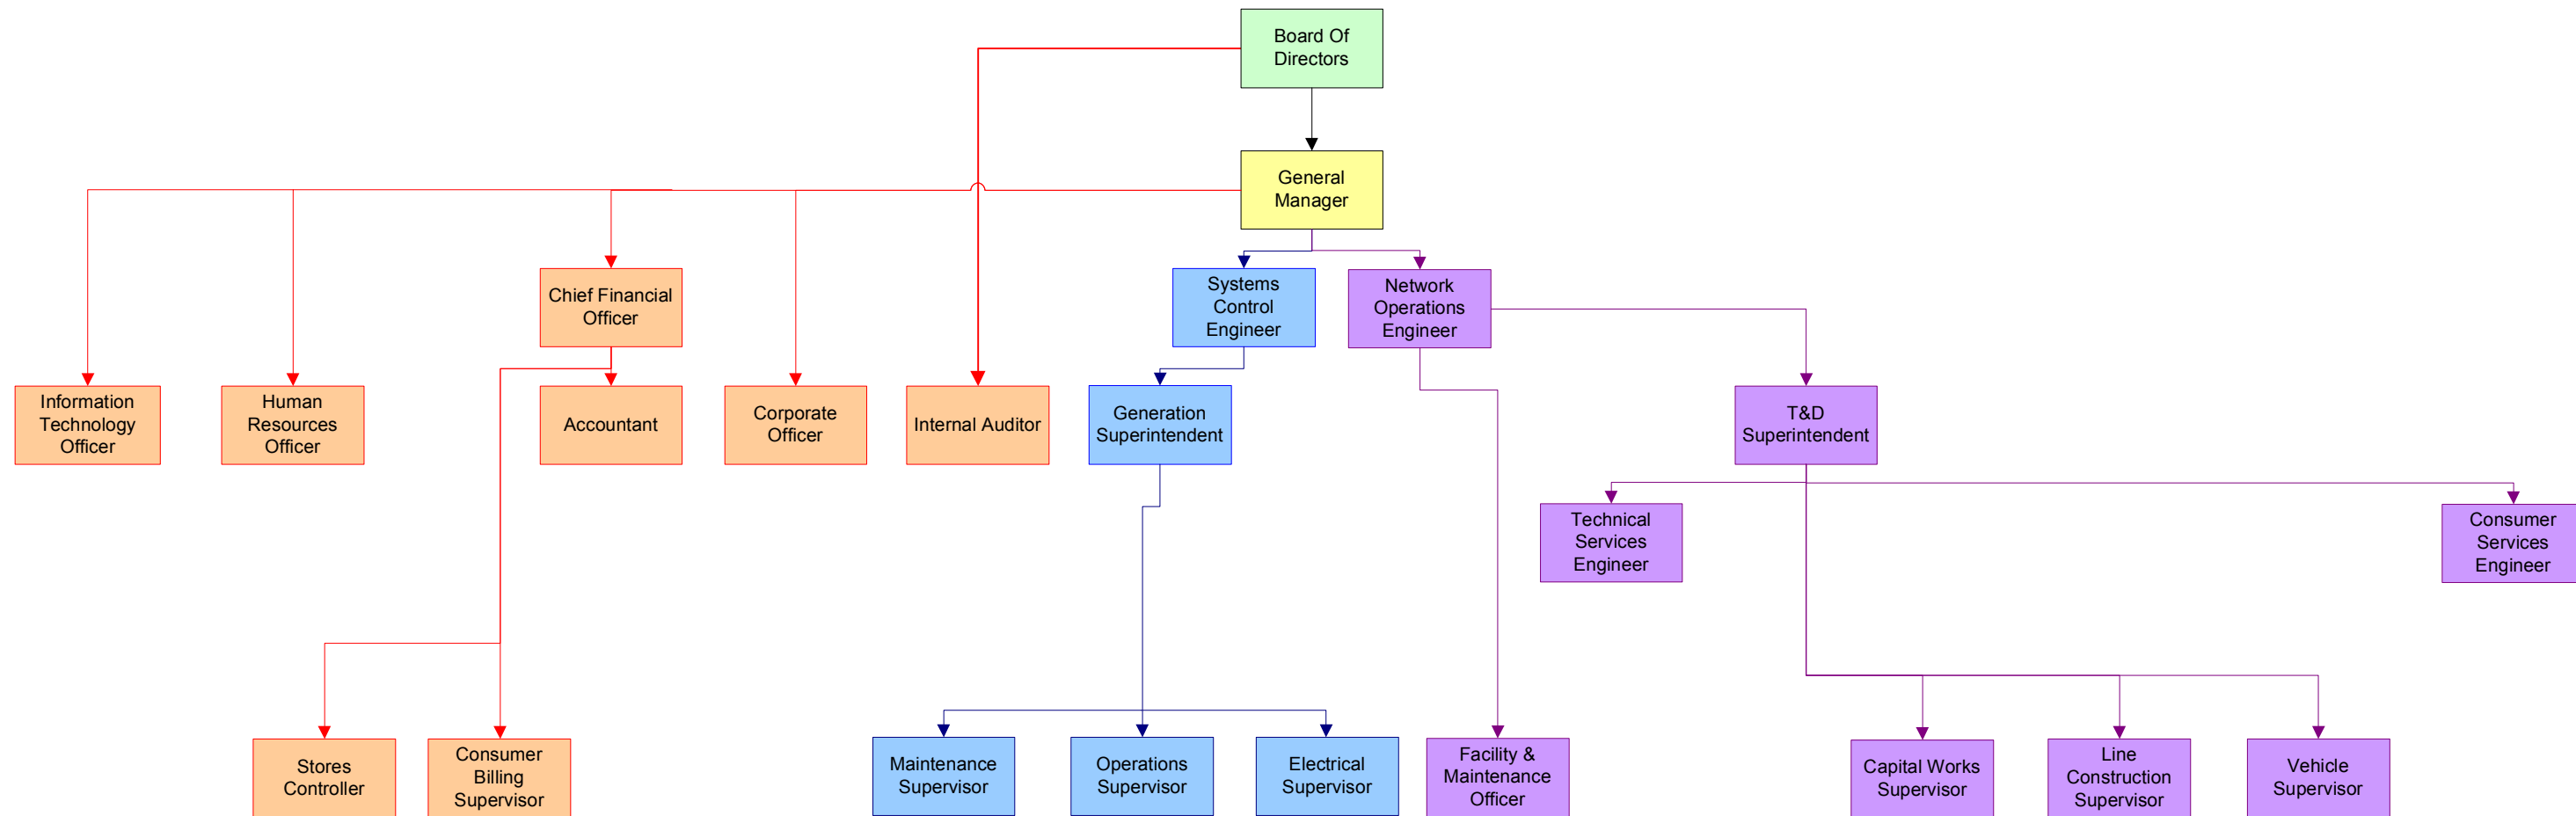 Board Of
Directors
General
Manager
Chief Financial
Officer
Systems
Control
Engineer
Network
Operations
Engineer
Information
Technology
Officer
Human
Resources
Officer
Accountant
Corporate
Officer
Internal Auditor
Generation
Superintendent
T&D
Superintendent
Technical
Services
Engineer
Consumer
Services
Engineer
Stores
Controller
Consumer
Billing
Supervisor
Maintenance
Supervisor
Operations
Supervisor
Electrical
Supervisor
Facility &
Maintenance
Officer
Capital Works
Supervisor
Line
Construction
Supervisor
Vehicle
Supervisor